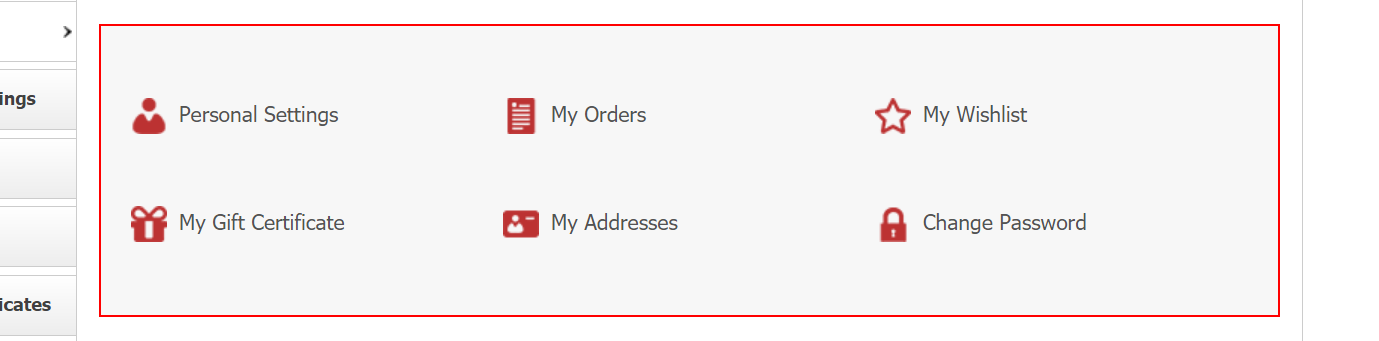 ings
Personal Settings
My Orders
My Wishlist
My Gift Certificate
My Addresses
Change Password
icates